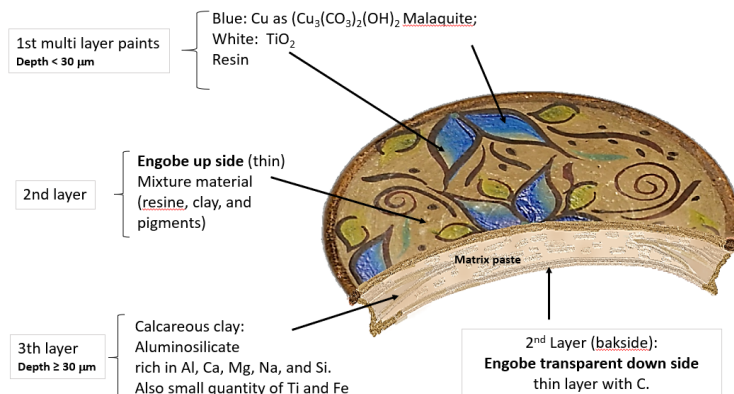 1st multi layer paints
Depth < 30 µm
Blue: Cu as (Cu3(CO3)2(OH)2 Malaquite;
White: TiO2
Resin
2nd layer
Engobe up side (thin)
Mixture material
(resine, clay, and
pigments)
Matrix paste
3th layer
Depth ≥ 30 µm
Calcareous clay:
Aluminosilicate
rich in Al, Ca, Mg, Na, and Si.
Also small quantity of Ti and Fe
2nd Layer (bakside):
Engobe transparent down side
thin layer with C.